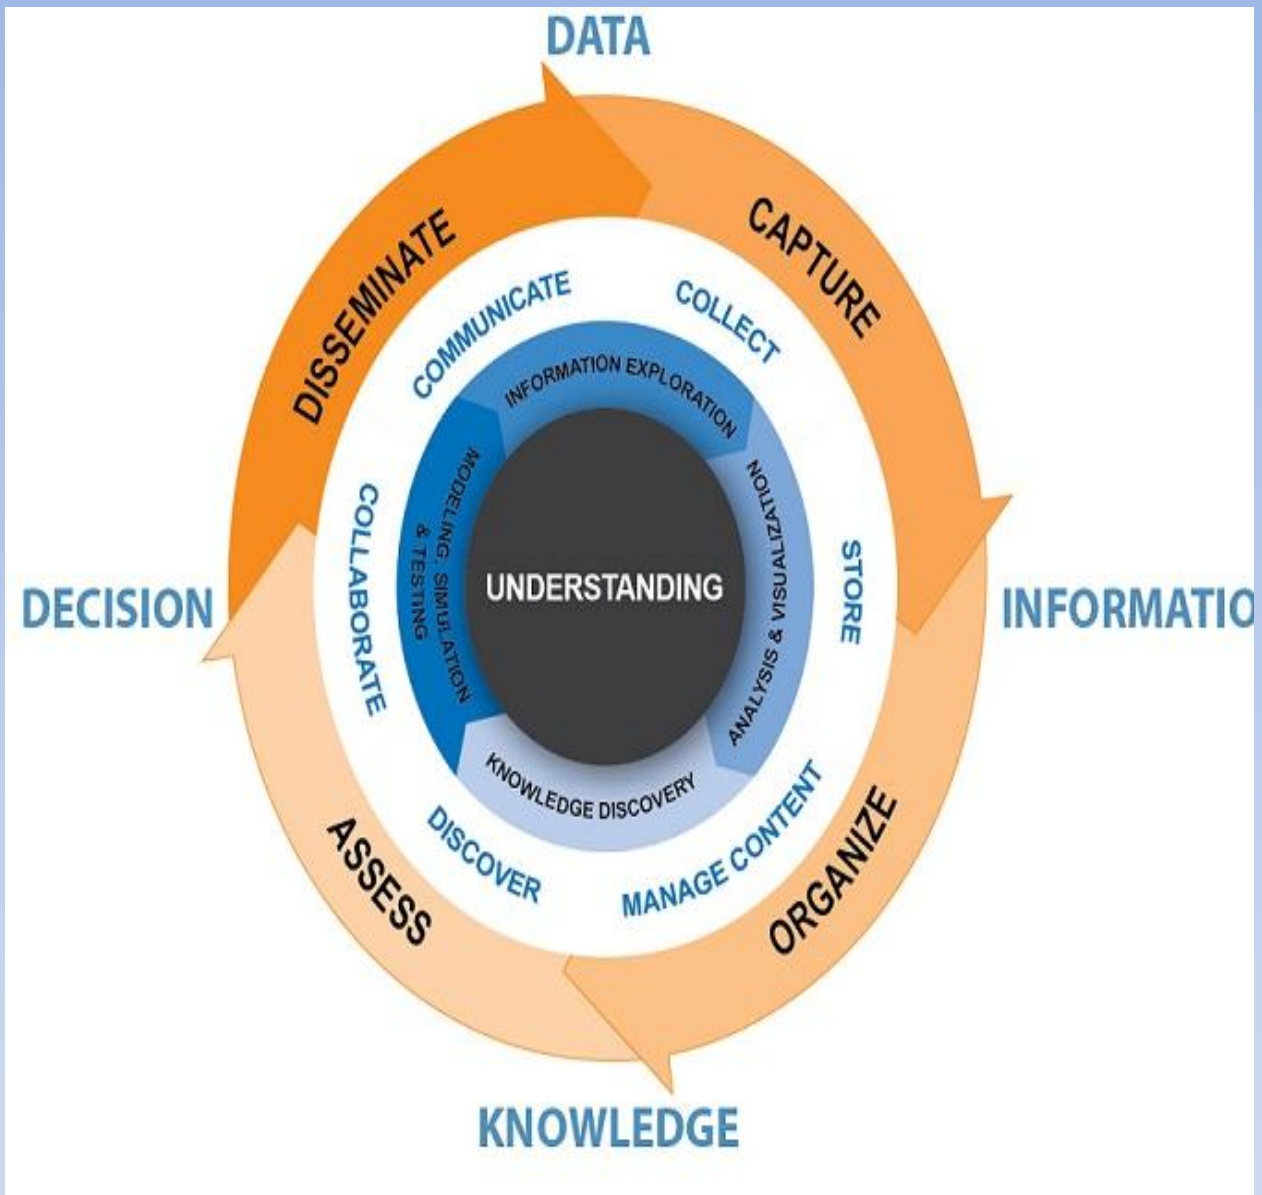 DATA
CAPTURE
DISSEMINATE
COMMUNICATE
COLLECT
INFORMATION EXPLORATION
MODELING, SIMULATION
& TESTING
ANALYSIS & VISUALIZATION
COLLABORATE
STORE
UNDERSTANDING
DECISION
INFORMATIO
KNOWLEDGE DISCOVERY
DISCOVER
MANAGE CONTENT
ASSESS
ORGANIZE
KNOWLEDGE